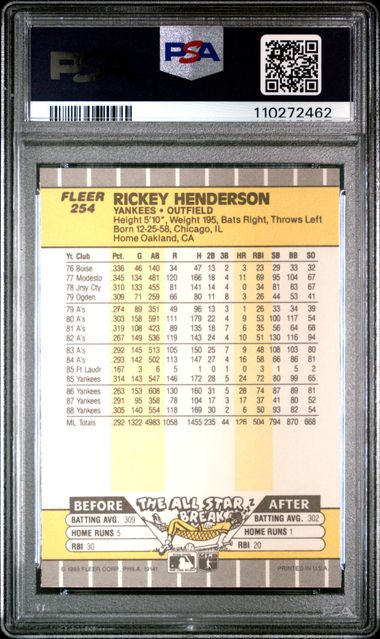 PSA
PSA
110272462
FLEER
254
RICKEY HENDERSON
YANKEES • OUTFIELD
Height 5'10", Weight 195, Bats Right, Throws Left
Born 12-25-58, Chicago, IL
Home Oakland, CA
Yr. Club Pct. G AB R H 2B 3B HR RBI SB BB SO
76 Boise .336 46 140 34 47 13 2 3 23 29 33 32
77 Modesto .345 134 481 120 166 18 4 11 69 95 104 67
78 Jrsy Cty .310 133 455 81 141 14 4 0 34 81 83 67
79 Ogden .309 71 259 66 80 11 8 3 26 44 53 41
79 A's .274 89 351 49 96 13 3 1 26 33 34 39
80 A's .303 158 591 111 179 22 4 9 53 100 117 54
81 A's .319 108 423 89 135 18 7 6 35 56 64 68
82 A's .267 149 536 119 143 24 4 10 51 130 116 94
83 A's .292 145 513 105 150 25 7 9 48 108 103 80
84 A's .293 142 502 113 147 27 4 16 58 66 86 81
85 Ft Laudr .167 3 6 5 1 0 1 0 3 1 5 2
85 Yankees .314 143 547 146 172 28 5 24 72 80 99 65
86 Yankees .263 153 608 130 160 31 5 28 74 87 89 81
87 Yankees .291 95 358 78 104 17 3 17 37 41 80 52
88 Yankees .305 140 554 118 169 30 2 6 50 93 82 54
ML Totals .292 1322 4983 1058 1455 235 44 126 504 794 870 668
BEFORE THE ALL STAR BREAK AFTER
BATTING AVG. .309 BATTING AVG. .302
HOME RUNS 5 HOME RUNS 1
RBI 30 RBI 20
© 1989 FLEER CORP., PHILA. 19141 PRINTED IN U.S.A.